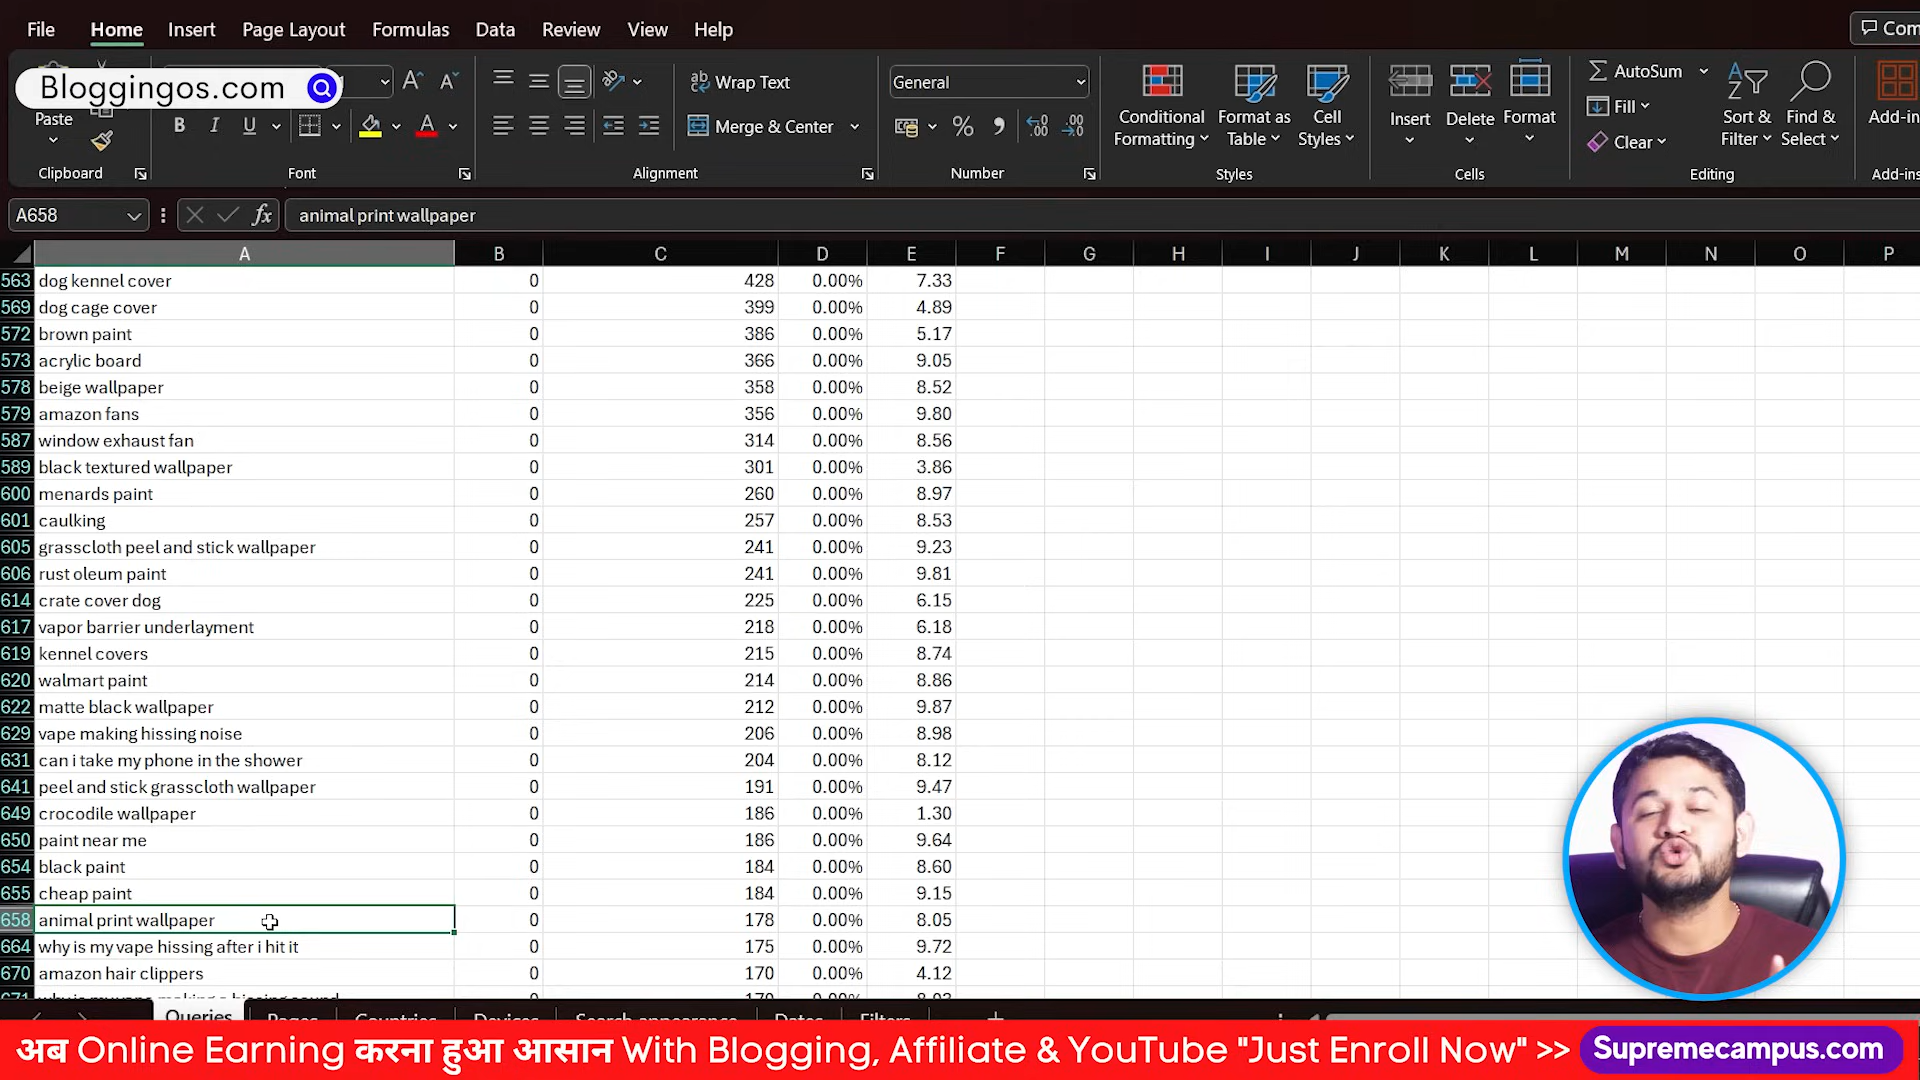 File Home Insert Page Layout Formulas Data Review View Help
Bloggingos.com
Paste
Clipboard
B I U A
Font
Wrap Text
Merge & Center
Alignment
General
Number
Conditional Formatting
Format as Table
Cell Styles
Styles
Insert Delete Format
Cells
AutoSum
Fill
Clear
Sort & Filter
Find & Select
Editing
A658 fx animal print wallpaper
A B C D E F G H I J K L M N O P
563 dog kennel cover 0 428 0.00% 7.33
569 dog cage cover 0 399 0.00% 4.89
572 brown paint 0 386 0.00% 5.17
573 acrylic board 0 366 0.00% 9.05
578 beige wallpaper 0 358 0.00% 8.52
579 amazon fans 0 356 0.00% 9.80
587 window exhaust fan 0 314 0.00% 8.56
589 black textured wallpaper 0 301 0.00% 3.86
600 menards paint 0 260 0.00% 8.97
601 caulking 0 257 0.00% 8.53
605 grasscloth peel and stick wallpaper 0 241 0.00% 9.23
606 rust oleum paint 0 241 0.00% 9.81
614 crate cover dog 0 225 0.00% 6.15
617 vapor barrier underlayment 0 218 0.00% 6.18
619 kennel covers 0 215 0.00% 8.74
620 walmart paint 0 214 0.00% 8.86
622 matte black wallpaper 0 212 0.00% 9.87
629 vape making hissing noise 0 206 0.00% 8.98
631 can i take my phone in the shower 0 204 0.00% 8.12
641 peel and stick grasscloth wallpaper 0 191 0.00% 9.47
649 crocodile wallpaper 0 186 0.00% 1.30
650 paint near me 0 186 0.00% 9.64
654 black paint 0 184 0.00% 8.60
655 cheap paint 0 184 0.00% 9.15
658 animal print wallpaper 0 178 0.00% 8.05
664 why is my vape hissing after i hit it 0 175 0.00% 9.72
670 amazon hair clippers 0 170 0.00% 4.12
Queries Pages Countries Devices Search appearance Dates Filters
अब Online Earning करना हुआ आसान With Blogging, Affiliate & YouTube "Just Enroll Now" >> Supremecampus.com